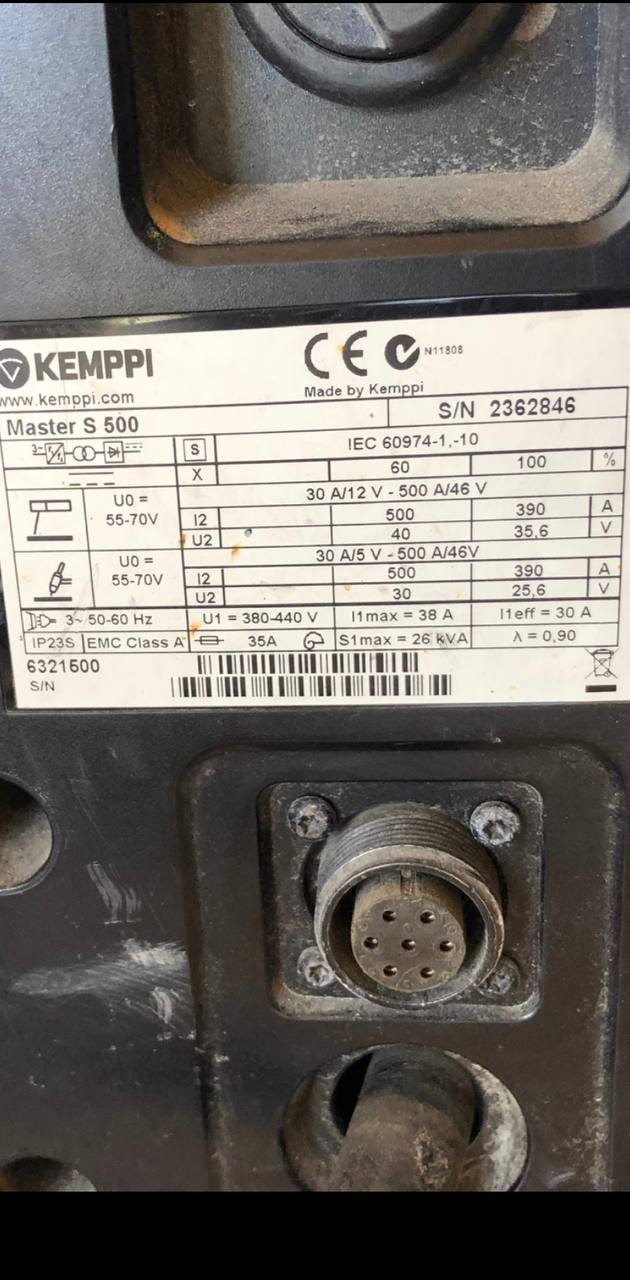 KEMPPI
N11808
www.kemppi.com
Made by Kemppi
Master S 500
S/N 2362846
3~
S
IEC 60974-1,-10
X 60 100 %
U0 =
55-70V
30 A/12 V - 500 A/46 V
I2 500 390 A
U2 40 35,6 V
U0 =
55-70V
30 A/5 V - 500 A/46V
I2 500 390 A
U2 30 25,6 V
3~ 50-60 Hz U1 = 380-440 V I1max = 38 A I1eff = 30 A
IP23S EMC Class A 35A S1max = 26 kVA λ = 0,90
6321500
S/N